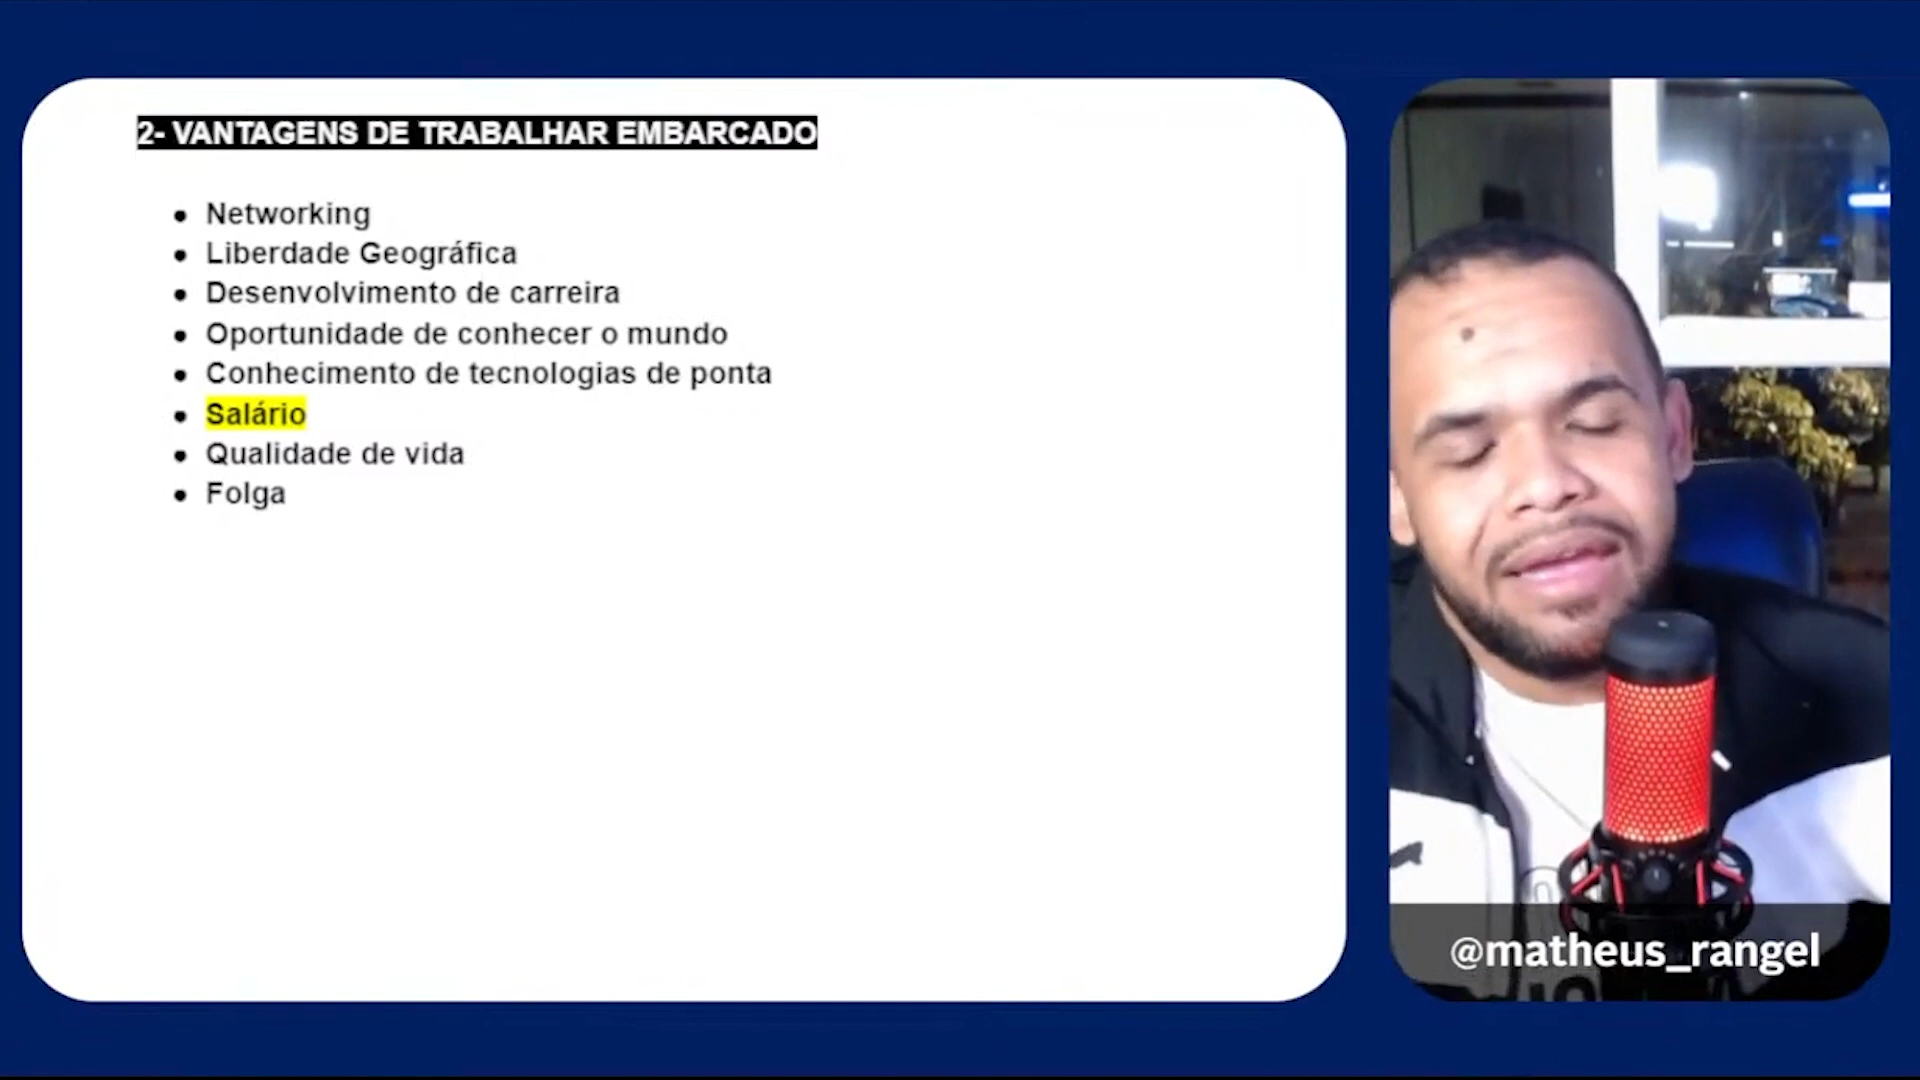 2- VANTAGENS DE TRABALHAR EMBARCADO
Networking
Liberdade Geográfica
Desenvolvimento de carreira
Oportunidade de conhecer o mundo
Conhecimento de tecnologias de ponta
Salário
Qualidade de vida
Folga
@matheus_rangel